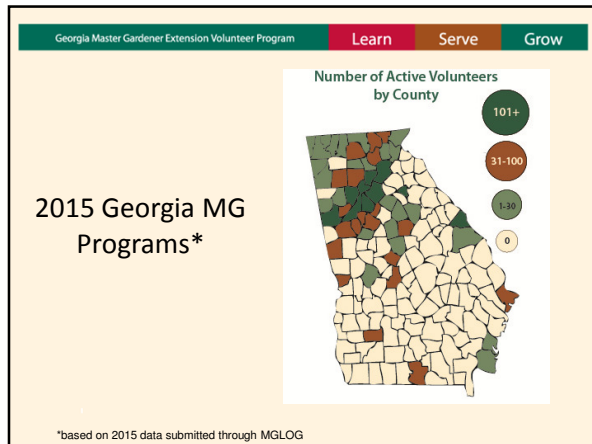 Georgia Master Gardener Extension Volunteer Program Learn Serve Grow
Number of Active Volunteers
by County
101+
31-100
1-30
0
2015 Georgia MG
Programs*
*based on 2015 data submitted through MGLOG